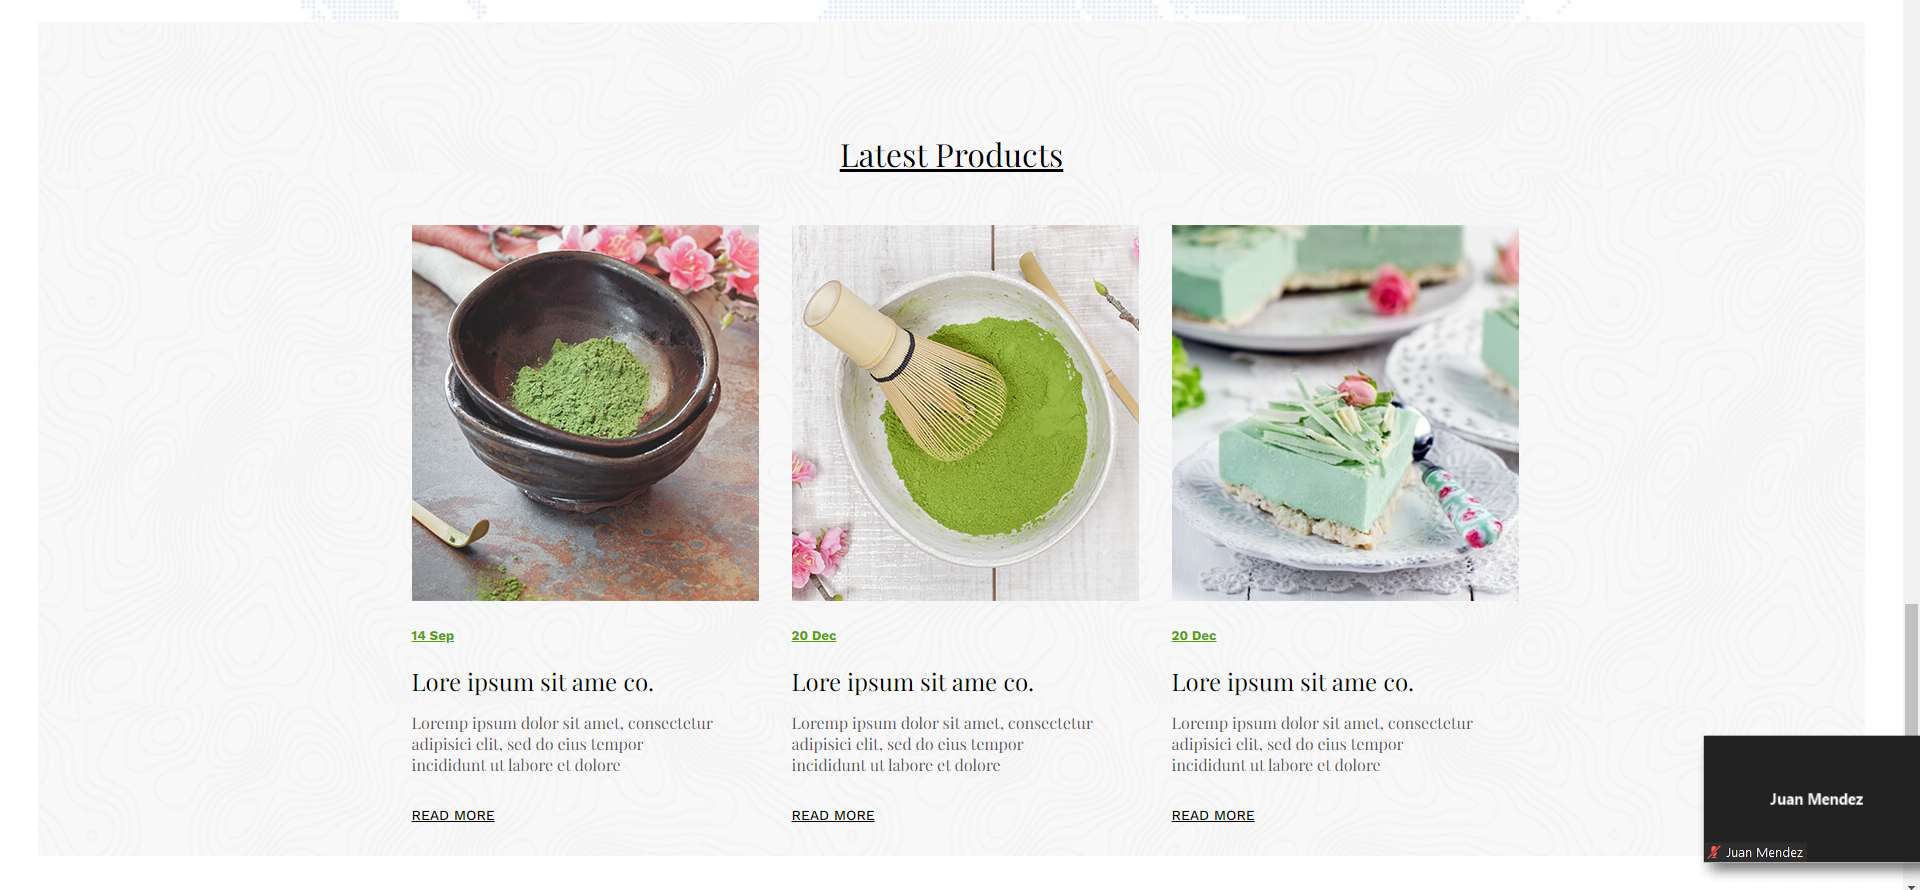 Latest Products
14 Sep
Lore ipsum sit ame co.
Loremp ipsum dolor sit amet, consectetur
adipisici elit, sed do eius tempor
incididunt ut labore et dolore
READ MORE
20 Dec
Lore ipsum sit ame co.
Loremp ipsum dolor sit amet, consectetur
adipisici elit, sed do eius tempor
incididunt ut labore et dolore
READ MORE
20 Dec
Lore ipsum sit ame co.
Loremp ipsum dolor sit amet, consectetur
adipisici elit, sed do eius tempor
incididunt ut labore et dolore
READ MORE
Juan Mendez
Juan Mendez